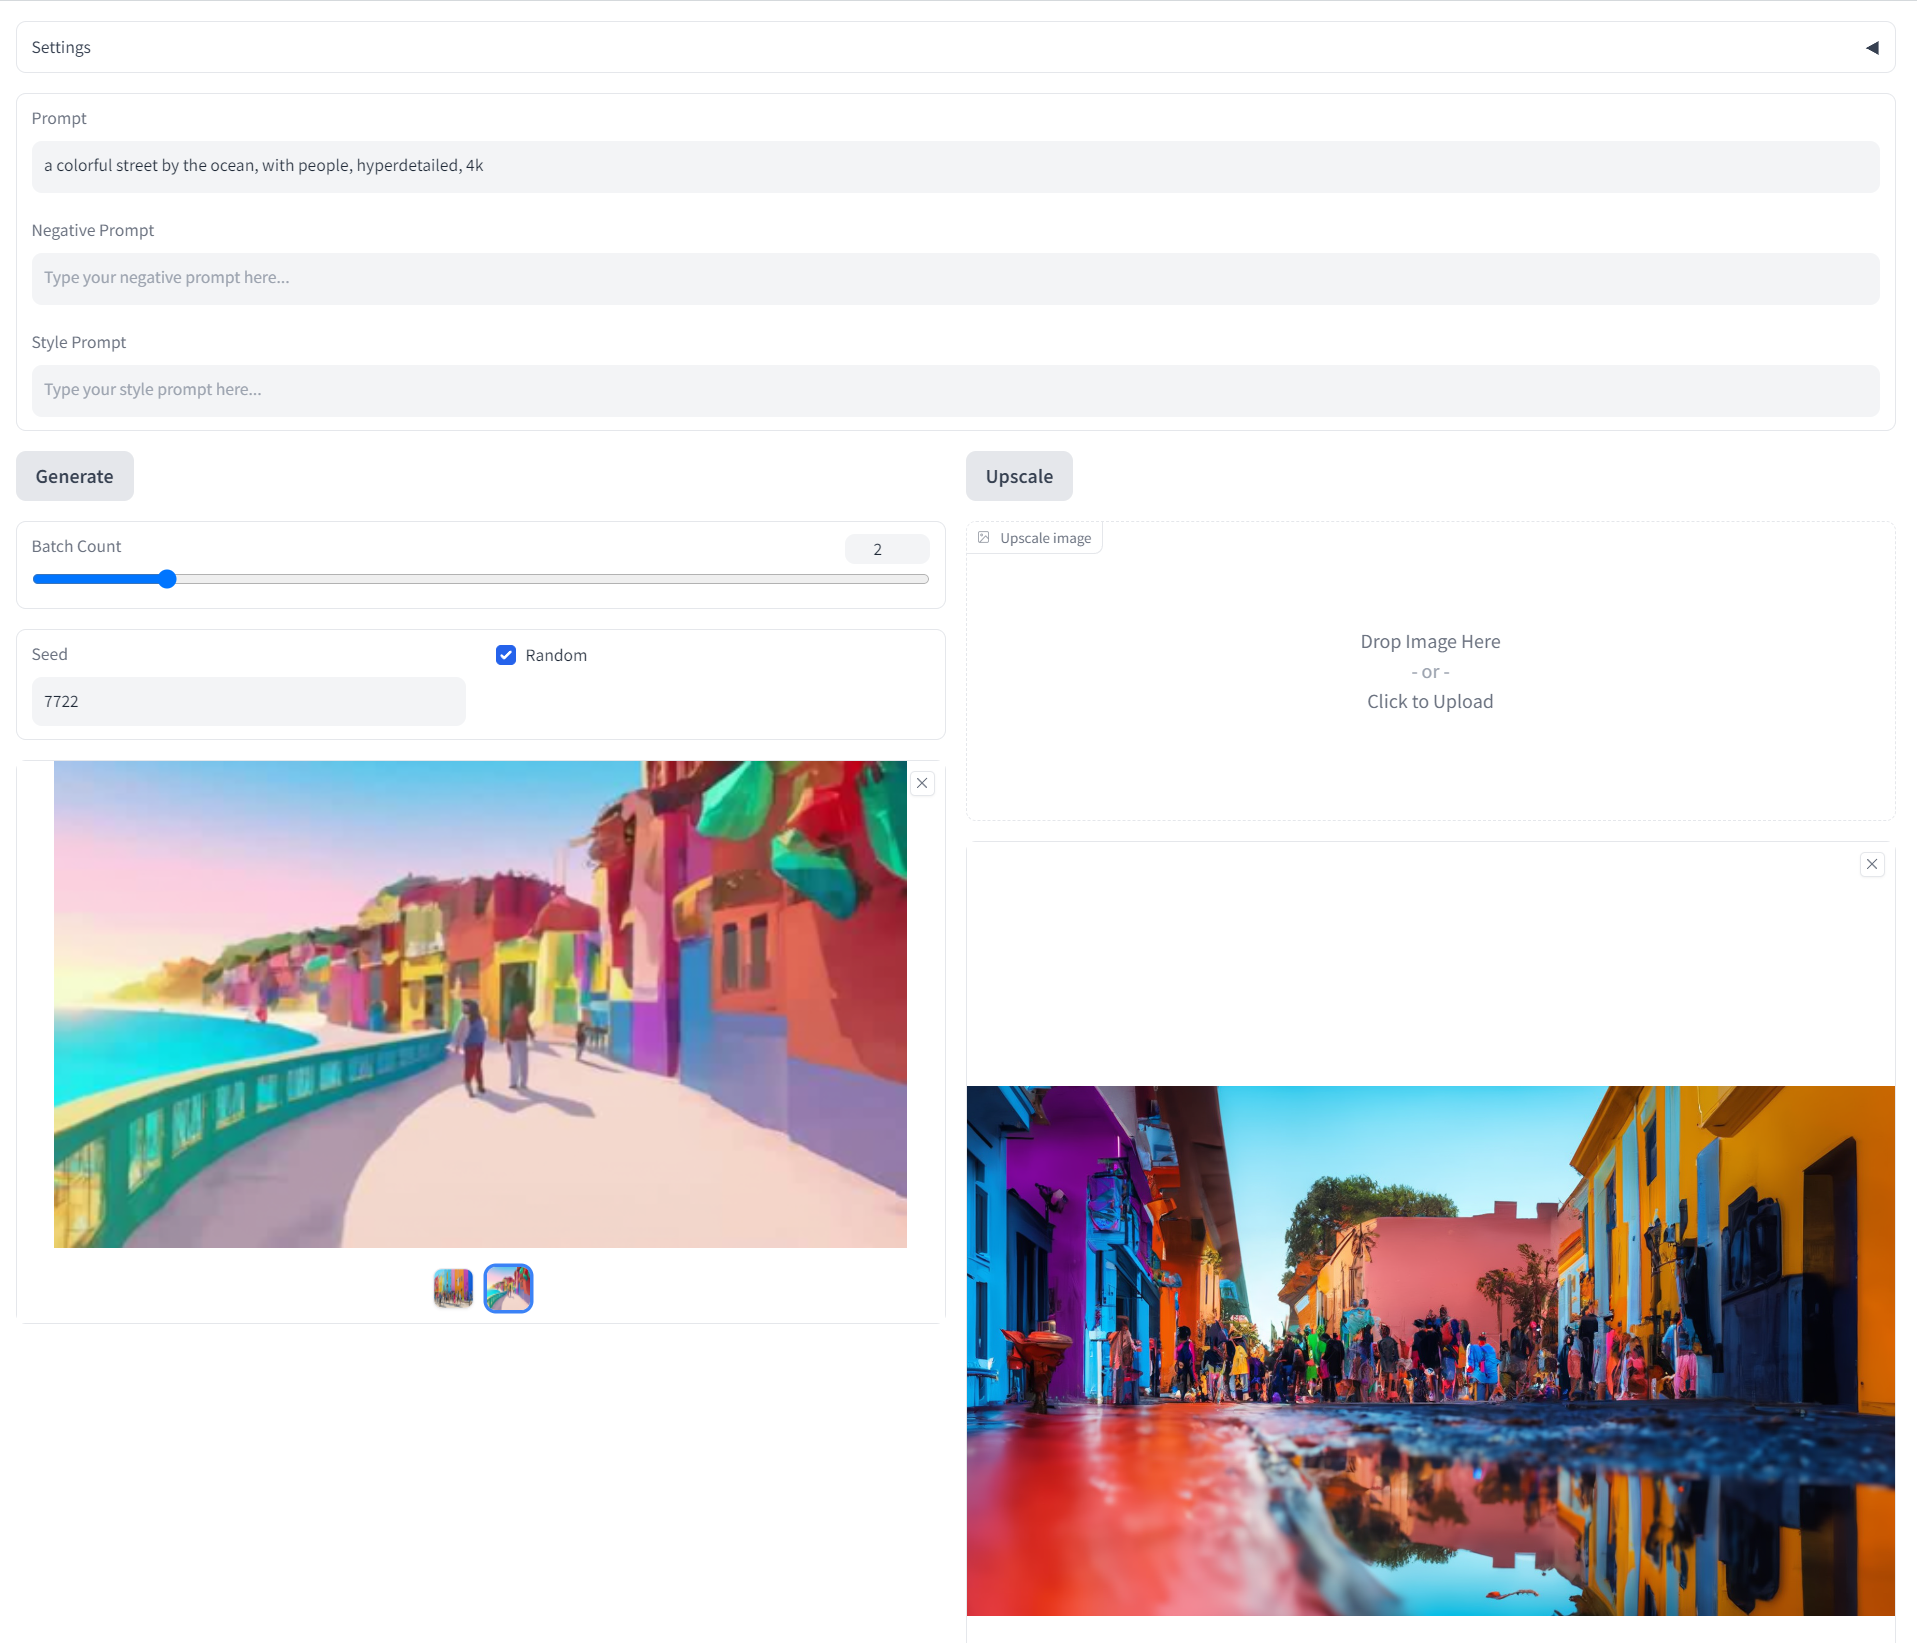 Settings
Prompt
a colorful street by the ocean, with people, hyperdetailed, 4k
Negative Prompt
Type your negative prompt here...
Style Prompt
Type your style prompt here...
Generate
Batch Count
2
Seed
Random
7722
Upscale
Upscale image
Drop Image Here
- or -
Click to Upload